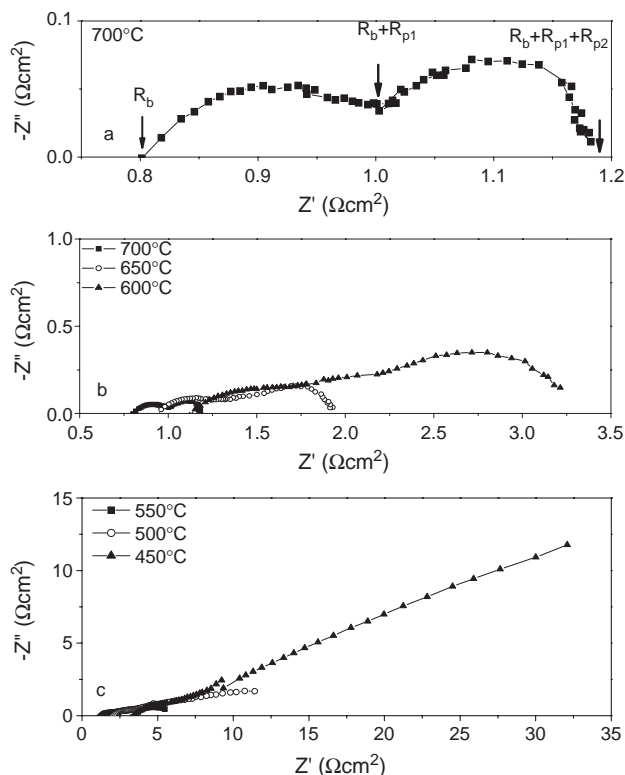 700°C
R_b
R_b+R_p1
R_b+R_p1+R_p2
a
0.1
0.0
-Z" (Ωcm²)
0.8 0.9 1.0 1.1 1.2
Z' (Ωcm²)
700°C
650°C
600°C
b
1.0
0.5
0.0
-Z" (Ωcm²)
0.5 1.0 1.5 2.0 2.5 3.0 3.5
Z' (Ωcm²)
550°C
500°C
450°C
c
15
10
5
0
-Z" (Ωcm²)
0 5 10 15 20 25 30 35
Z' (Ωcm²)